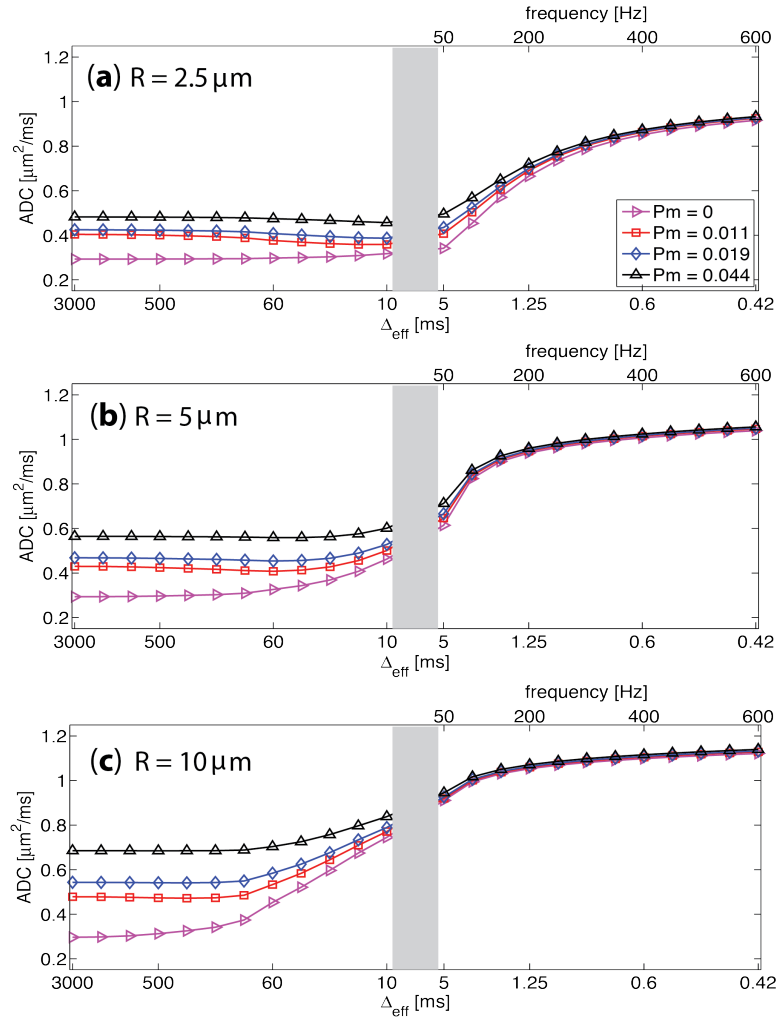 frequency [Hz]
50 200 400 600
(a) R = 2.5 μm
1.2
1
0.8
0.6
0.4
0.2
ADC [μm²/ms]
Pm = 0
Pm = 0.011
Pm = 0.019
Pm = 0.044
3000 500 60 10 5 1.25 0.6 0.42
Δeff [ms]
frequency [Hz]
50 200 400 600
(b) R = 5 μm
1.2
1
0.8
0.6
0.4
0.2
ADC [μm²/ms]
3000 500 60 10 5 1.25 0.6 0.42
Δeff [ms]
frequency [Hz]
50 200 400 600
(c) R = 10 μm
1.2
1
0.8
0.6
0.4
0.2
ADC [μm²/ms]
3000 500 60 10 5 1.25 0.6 0.42
Δeff [ms]